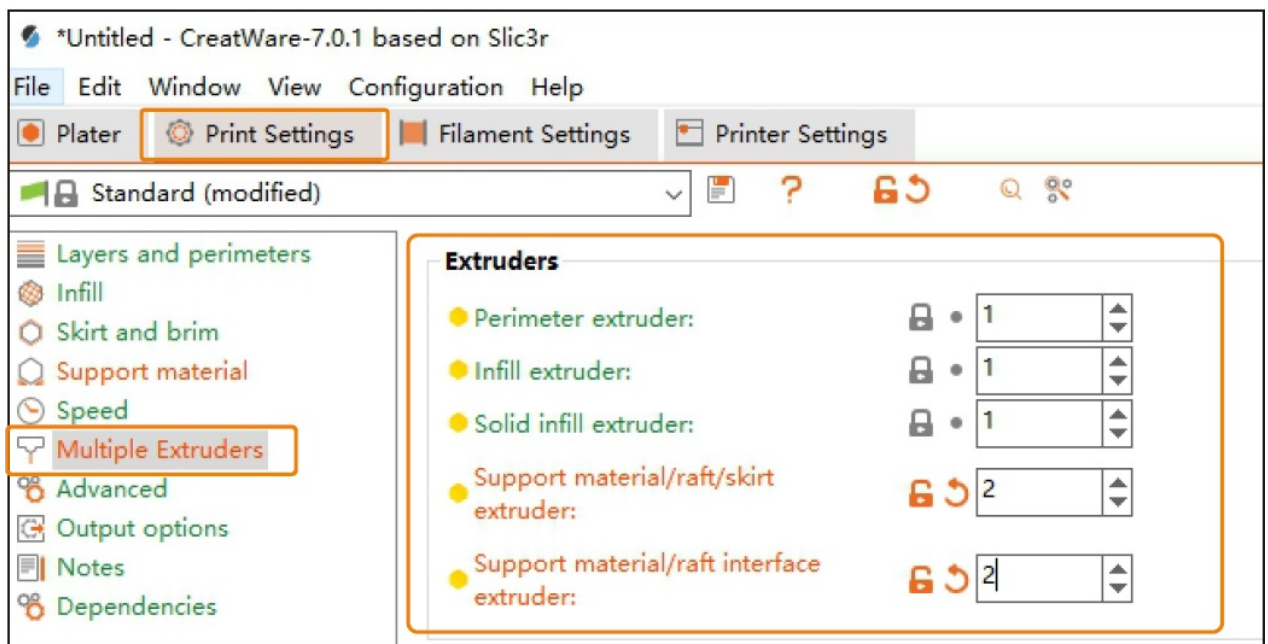 *Untitled - CreatWare-7.0.1 based on Slic3r
File Edit Window View Configuration Help
Plater Print Settings Filament Settings Printer Settings
Standard (modified) ?
Layers and perimeters
Infill
Skirt and brim
Support material
Speed
Multiple Extruders
Advanced
Output options
Notes
Dependencies
Extruders
Perimeter extruder: 1
Infill extruder: 1
Solid infill extruder: 1
Support material/raft/skirt
extruder: 2
Support material/raft interface
extruder: 2